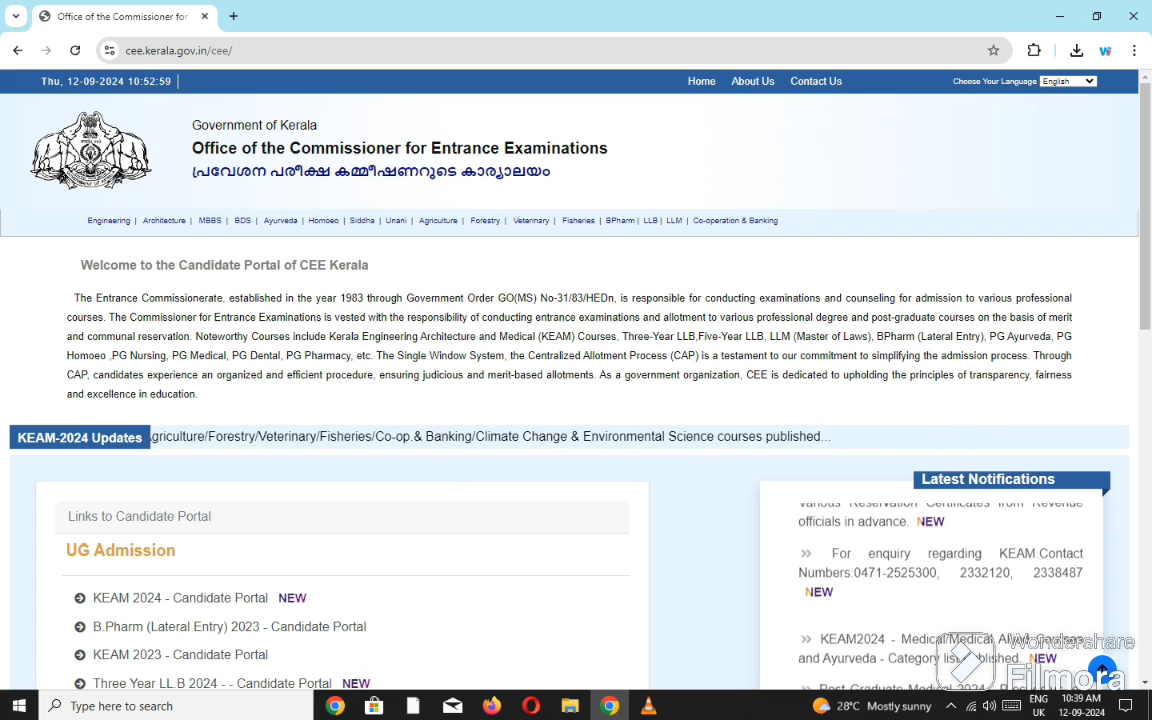 Office of the Commissioner for
cee.kerala.gov.in/cee/
Thu, 12-09-2024 10:52:59
Home About Us Contact Us
Choose Your Language English
Government of Kerala
Office of the Commissioner for Entrance Examinations
പ്രവേശന പരീക്ഷ കമ്മീഷണറുടെ കാര്യാലയം
Engineering | Architecture | MBBS | BDS | Ayurveda | Homoeo | Siddha | Unani | Agriculture | Forestry | Veterinary | Fisheries | BPharm | LLB | LLM | Co-operation & Banking
Welcome to the Candidate Portal of CEE Kerala
The Entrance Commissionerate, established in the year 1983 through Government Order GO(MS) No-31/83/HEDn, is responsible for conducting examinations and counseling for admission to various professional
courses. The Commissioner for Entrance Examinations is vested with the responsibility of conducting entrance examinations and allotment to various professional degree and post-graduate courses on the basis of merit
and communal reservation. Noteworthy Courses include Kerala Engineering Architecture and Medical (KEAM) Courses, Three-Year LLB,Five-Year LLB, LLM (Master of Laws), BPharm (Lateral Entry), PG Ayurveda, PG
Homoeo ,PG Nursing, PG Medical, PG Dental, PG Pharmacy, etc. The Single Window System, the Centralized Allotment Process (CAP) is a testament to our commitment to simplifying the admission process. Through
CAP, candidates experience an organized and efficient procedure, ensuring judicious and merit-based allotments. As a government organization, CEE is dedicated to upholding the principles of transparency, fairness
and excellence in education.
KEAM-2024 Updates griculture/Forestry/Veterinary/Fisheries/Co-op.& Banking/Climate Change & Environmental Science courses published...
Links to Candidate Portal
UG Admission
KEAM 2024 - Candidate Portal NEW
B.Pharm (Lateral Entry) 2023 - Candidate Portal
KEAM 2023 - Candidate Portal
Three Year LL.B 2024 - - Candidate Portal NEW
Latest Notifications
Various Reservation Certificates from Revenue
officials in advance. NEW
For enquiry regarding KEAM.Contact
Numbers:0471-2525300, 2332120, 2338487
NEW
KEAM2024 - Medical/Medical Allied Courses
and Ayurveda - Category list published. NEW
Post Graduate Medical 2024
Wondershare
Filmora
Type here to search
28°C Mostly sunny
ENG
UK
10:39 AM
12-09-2024